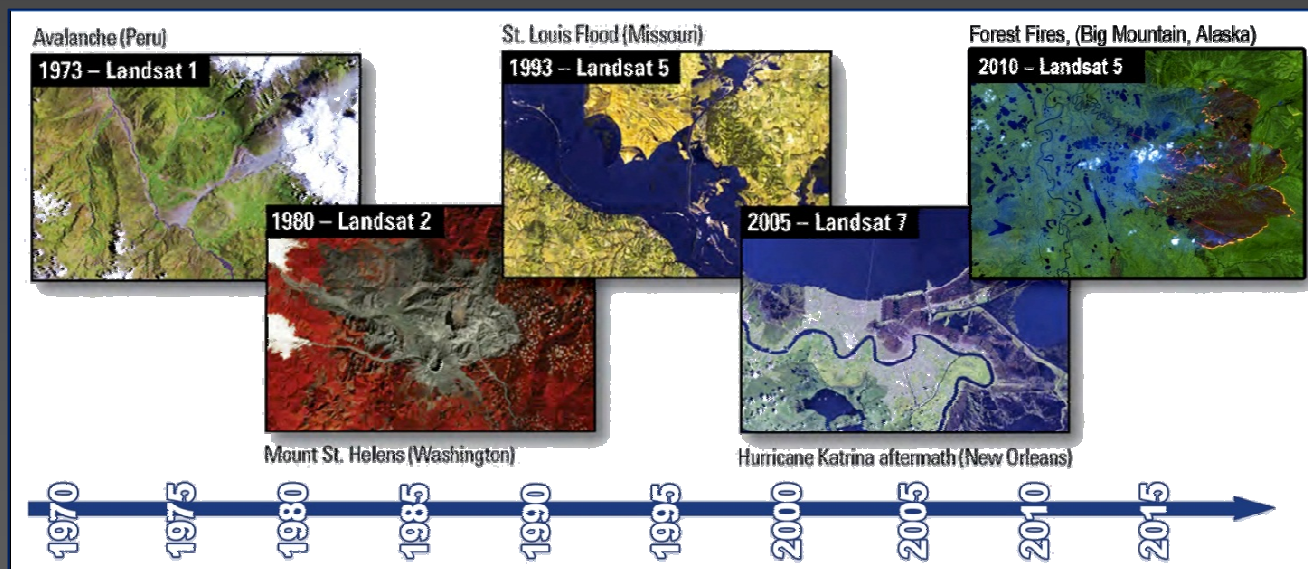 Avalanche (Peru)
1973 – Landsat 1
St. Louis Flood (Missouri)
1993 – Landsat 5
Forest Fires, (Big Mountain, Alaska)
2010 – Landsat 5
1980 – Landsat 2
Mount St. Helens (Washington)
2005 – Landsat 7
Hurricane Katrina aftermath (New Orleans)
1970 1975 1980 1985 1990 1995 2000 2005 2010 2015